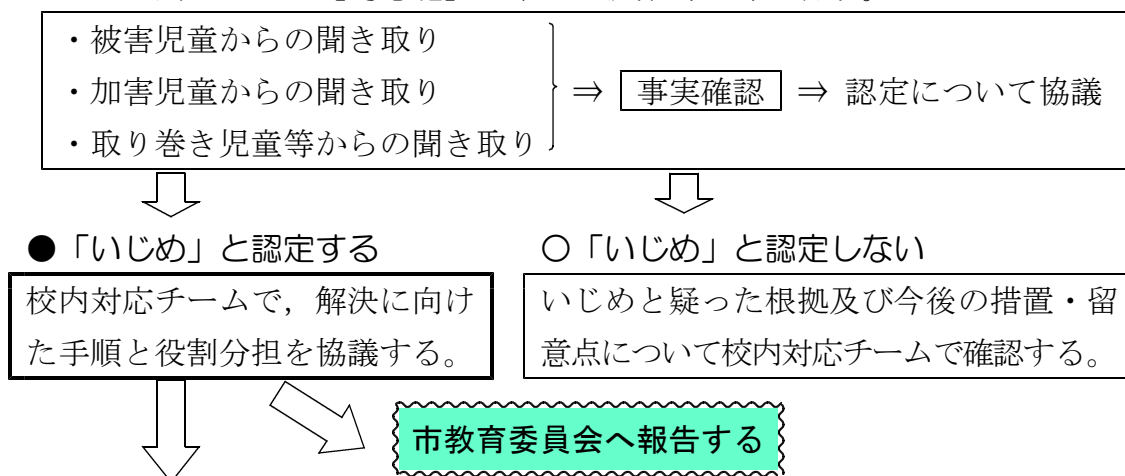 ・被害児童からの聞き取り
・加害児童からの聞き取り
・取り巻き児童等からの聞き取り
⇒ 事実確認 ⇒ 認定について協議
●「いじめ」と認定する
校内対応チームで，解決に向け
た手順と役割分担を協議する。
○「いじめ」と認定しない
いじめと疑った根拠及び今後の措置・留
意点について校内対応チームで確認する。
市教育委員会へ報告する